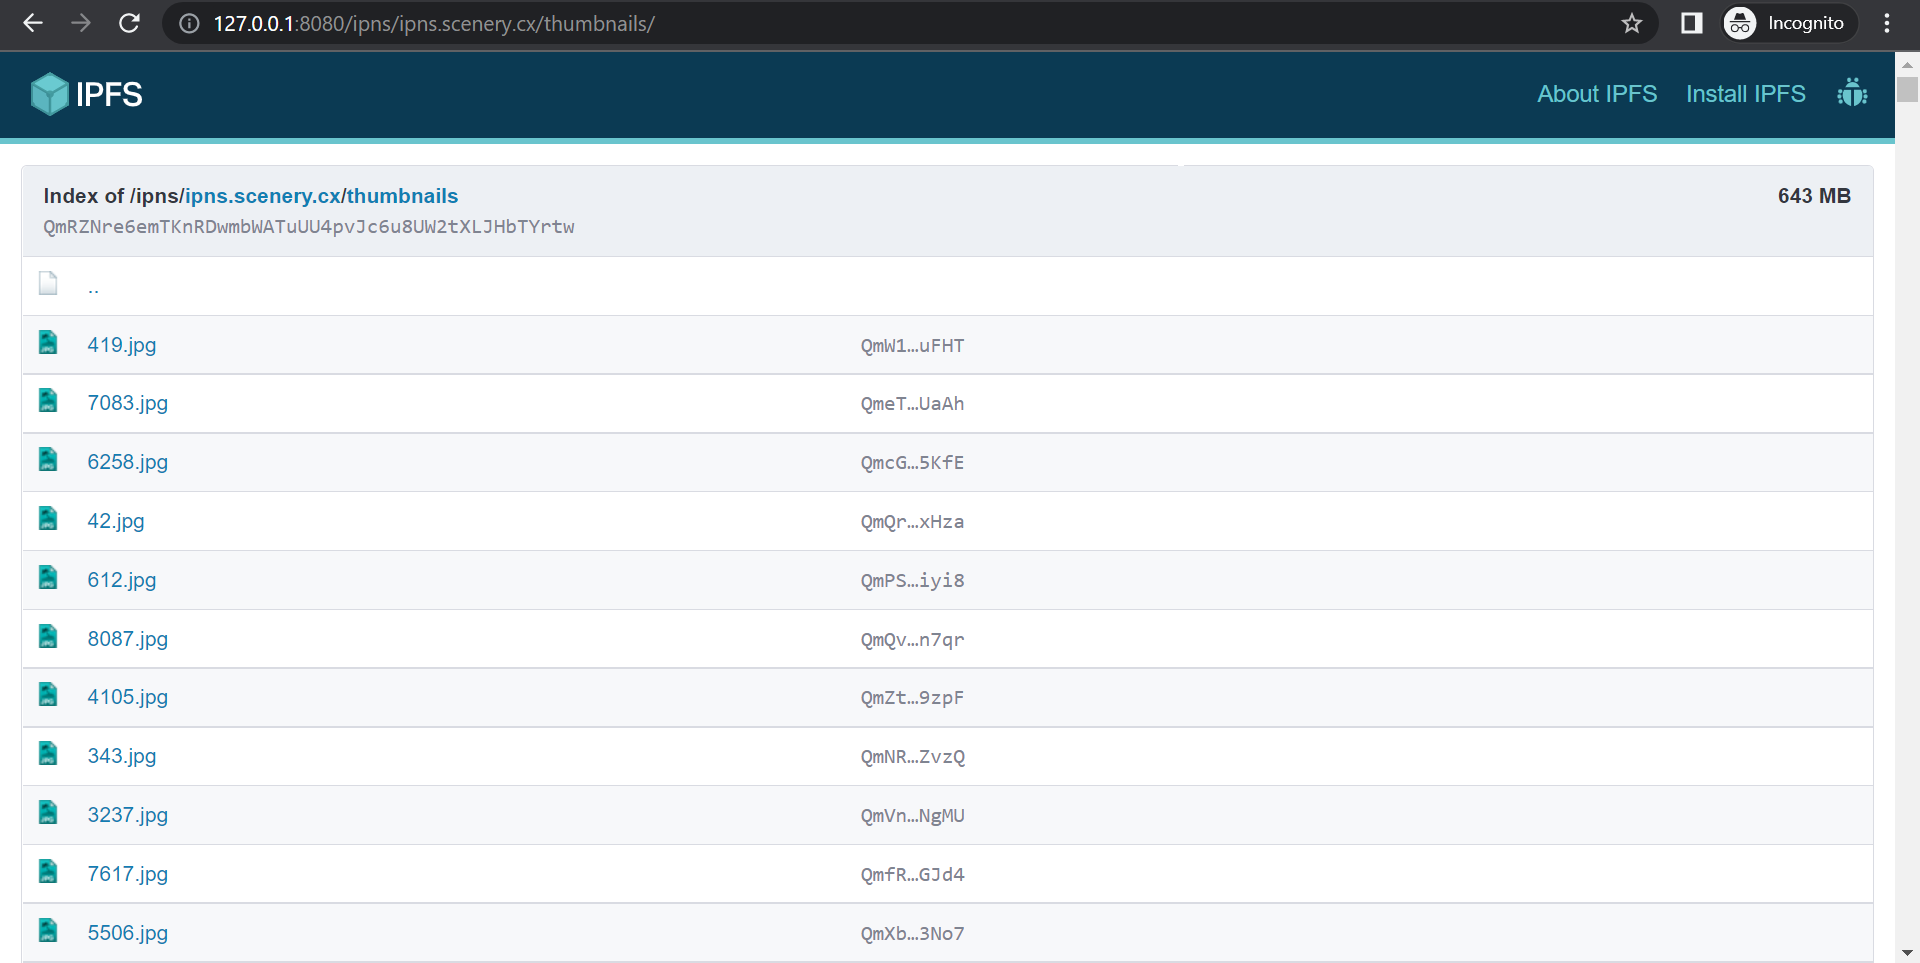 127.0.0.1:8080/ipns/ipns.scenery.cx/thumbnails/
Incognito
IPFS
About IPFS Install IPFS
Index of /ipns/ipns.scenery.cx/thumbnails 643 MB
QmRZNre6emTKnRDwmbWATuUU4pvJc6u8UW2tXLJHbTYrtw
..
419.jpg QmW1…uFHT
7083.jpg QmeT…UaAh
6258.jpg QmcG…5KfE
42.jpg QmQr…xHza
612.jpg QmPS…iyi8
8087.jpg QmQv…n7qr
4105.jpg QmZt…9zpF
343.jpg QmNR…ZvzQ
3237.jpg QmVn…NgMU
7617.jpg QmfR…GJd4
5506.jpg QmXb…3No7